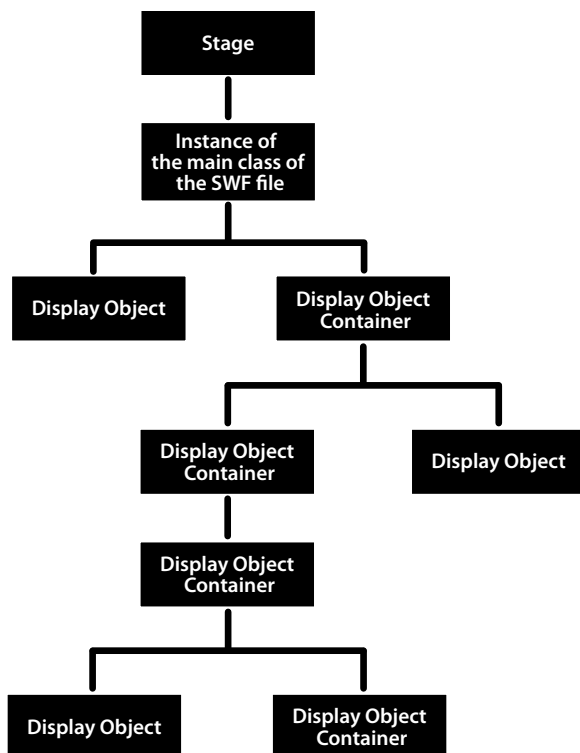 Stage
Instance of
the main class of
the SWF file
Display Object
Display Object
Container
Display Object
Container
Display Object
Display Object
Container
Display Object
Display Object
Container